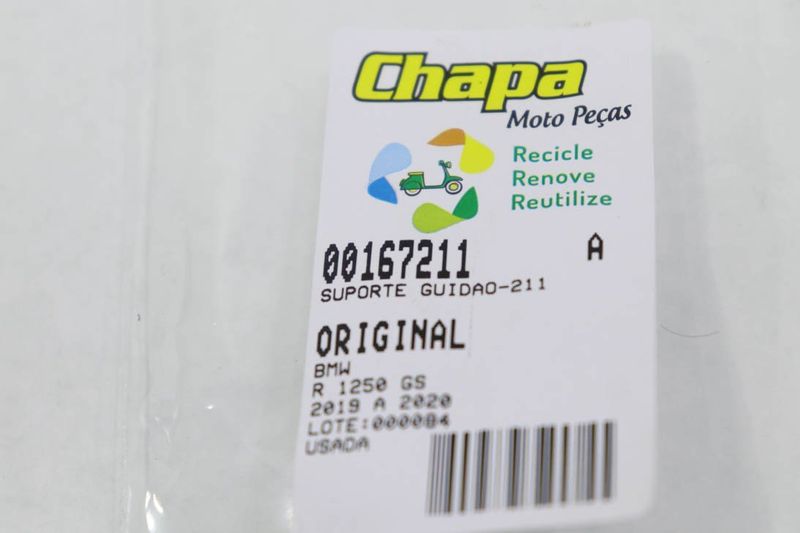 Chapa
Moto Peças
Recicle
Renove
Reutilize
00167211 A
SUPORTE GUIDAO-211
ORIGINAL
BMW
R 1250 GS
2019 A 2020
LOTE:000084
USADA